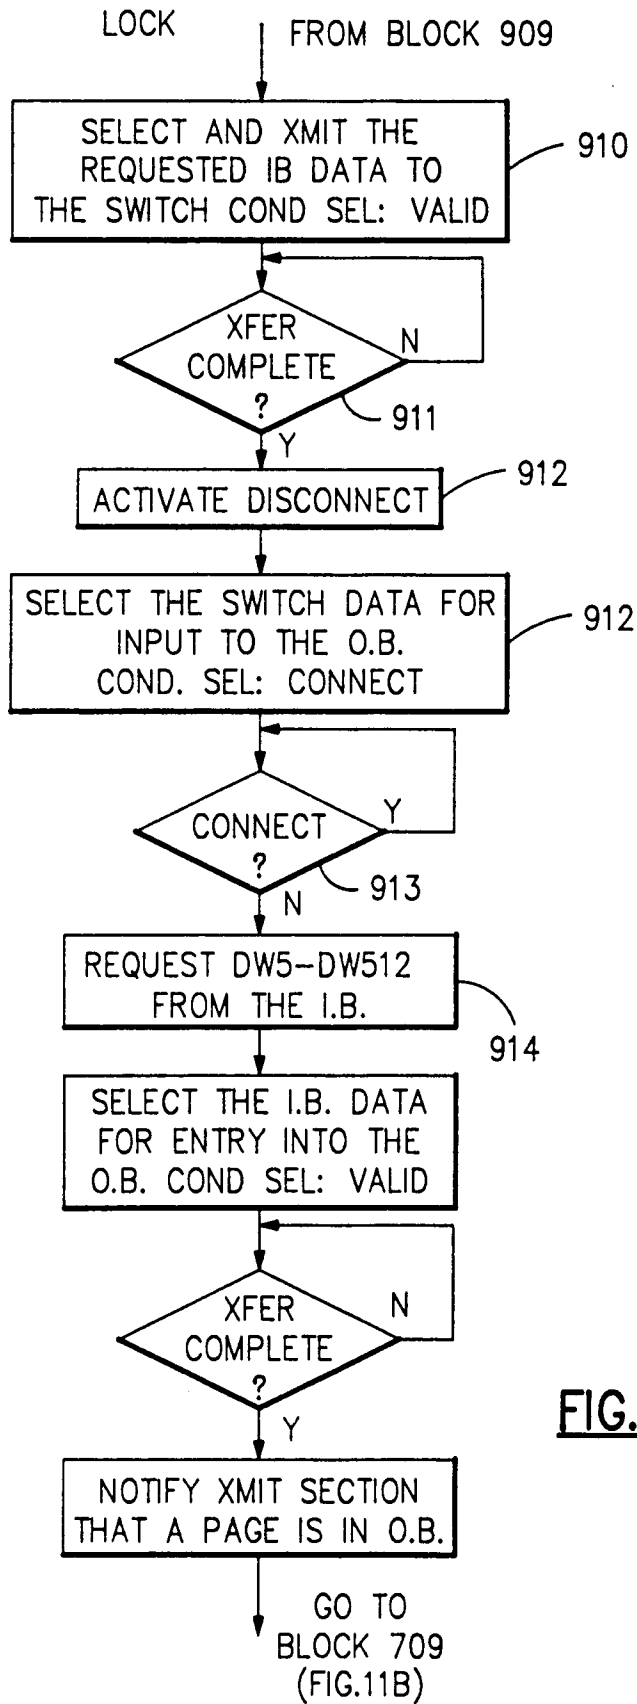 LOCK
FROM BLOCK 909
SELECT AND XMIT THE
REQUESTED IB DATA TO
THE SWITCH COND SEL: VALID
910
XFER
COMPLETE
?
N
911
Y
ACTIVATE DISCONNECT
912
SELECT THE SWITCH DATA FOR
INPUT TO THE O.B.
COND. SEL: CONNECT
912
CONNECT
?
Y
913
N
REQUEST DW5-DW512
FROM THE I.B.
914
SELECT THE I.B. DATA
FOR ENTRY INTO THE
O.B. COND SEL: VALID
XFER
COMPLETE
?
N
Y
FIG.
NOTIFY XMIT SECTION
THAT A PAGE IS IN O.B.
GO TO
BLOCK 709
(FIG.11B)